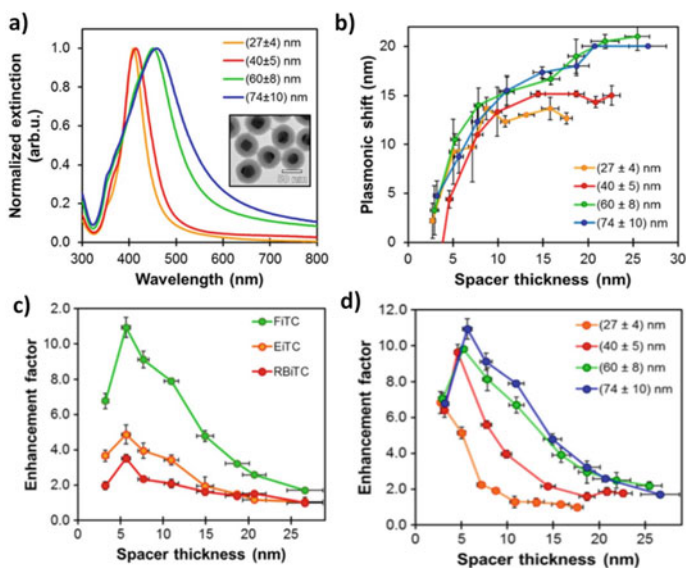 a)
Normalized extinction
(arb.u.)
1.0
0.8
0.6
0.4
0.2
0.0
(27±4) nm
(40±5) nm
(60±8) nm
(74±10) nm
300 400 500 600 700 800
Wavelength (nm)
b)
Plasmonic shift (nm)
20
15
10
5
0
(27 ± 4) nm
(40 ± 5) nm
(60 ± 8) nm
(74 ± 10) nm
0 5 10 15 20 25 30
Spacer thickness (nm)
c)
Enhancement factor
2.0
10.0
8.0
6.0
4.0
2.0
0.0
FiTC
EiTC
RBiTC
0 5 10 15 20 25
Spacer thickness (nm)
d)
Enhancement factor
12.0
10.0
8.0
6.0
4.0
2.0
0.0
(27 ± 4) nm
(40 ± 5) nm
(60 ± 8) nm
(74 ± 10) nm
0 5 10 15 20 25
Spacer thickness (nm)